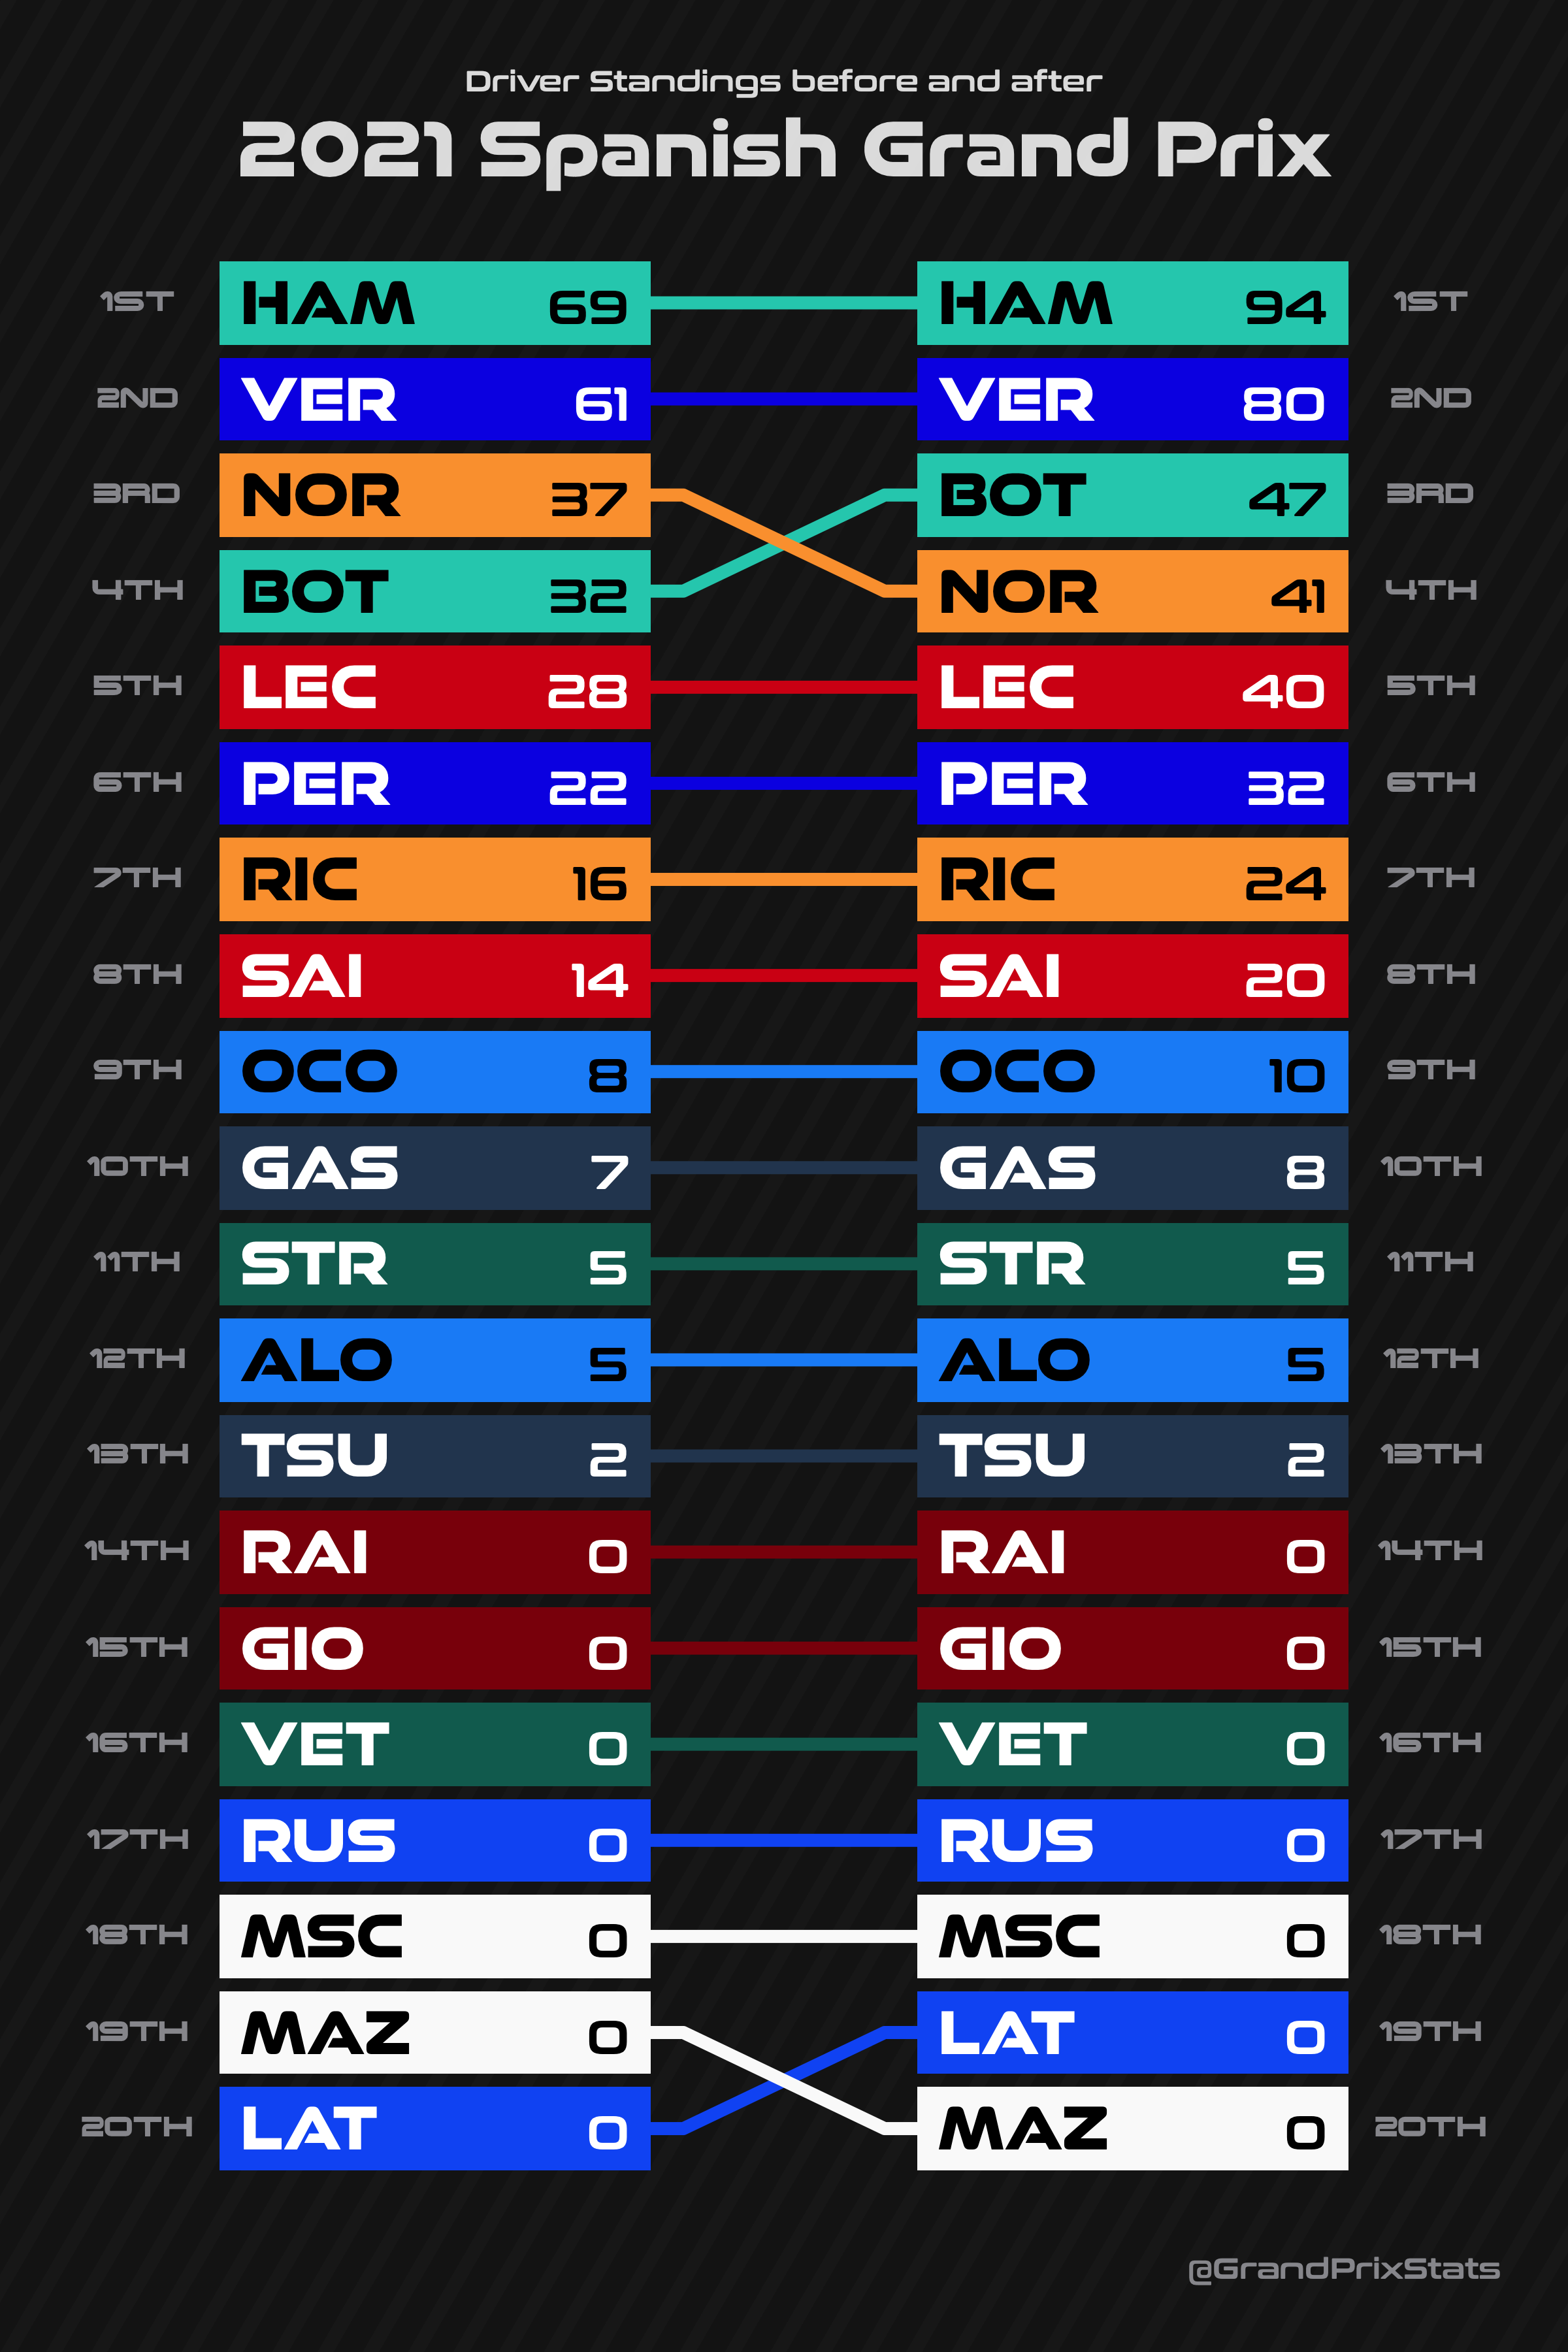 Driver Standings before and after
2021 Spanish Grand Prix
1ST HAM 69 HAM 94 1ST
2ND VER 61 VER 80 2ND
3RD NOR 37 BOT 47 3RD
4TH BOT 32 NOR 41 4TH
5TH LEC 28 LEC 40 5TH
6TH PER 22 PER 32 6TH
7TH RIC 16 RIC 24 7TH
8TH SAI 14 SAI 20 8TH
9TH OCO 8 OCO 10 9TH
10TH GAS 7 GAS 8 10TH
11TH STR 5 STR 5 11TH
12TH ALO 5 ALO 5 12TH
13TH TSU 2 TSU 2 13TH
14TH RAI 0 RAI 0 14TH
15TH GIO 0 GIO 0 15TH
16TH VET 0 VET 0 16TH
17TH RUS 0 RUS 0 17TH
18TH MSC 0 MSC 0 18TH
19TH MAZ 0 LAT 0 19TH
20TH LAT 0 MAZ 0 20TH
@GrandPrixStats